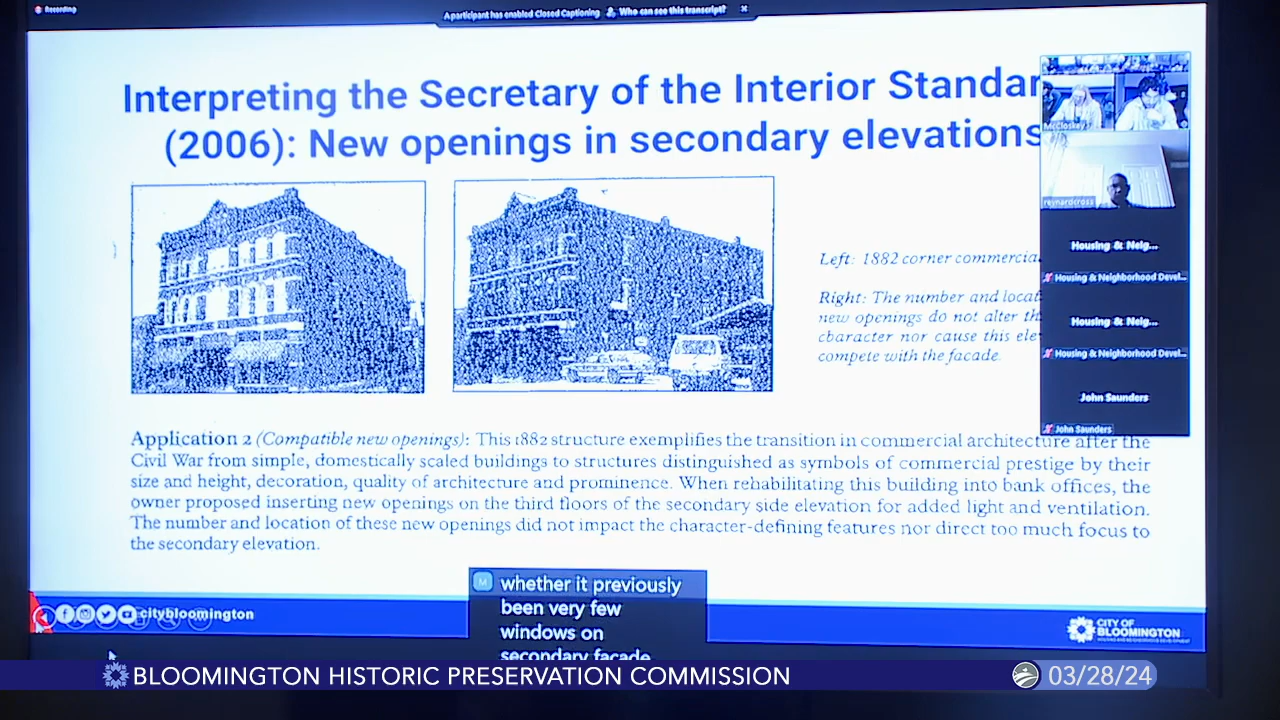 Recording
A participant has enabled Closed Captioning Who can see this transcript?
Interpreting the Secretary of the Interior Standar
(2006): New openings in secondary elevations
McCloskey
reynardcross
Housing & Neig...
Housing & Neighborhood Devel...
Housing & Neig...
Housing & Neighborhood Devel...
John Saunders
John Saunders
Left: 1882 corner commercia
Right: The number and locat
new openings do not alter th
character nor cause this ele
compete with the facade.
Application 2 (Compatible new openings): This 1882 structure exemplifies the transition in commercial architecture after the
Civil War from simple, domestically scaled buildings to structures distinguished as symbols of commercial prestige by their
size and height, decoration, quality of architecture and prominence. When rehabilitating this building into bank offices, the
owner proposed inserting new openings on the third floors of the secondary side elevation for added light and ventilation.
The number and location of these new openings did not impact the character-defining features nor direct too much focus to
the secondary elevation.
M
whether it previously
been very few
windows on
secondary facade
citybloomington
CITY OF
BLOOMINGTON
BLOOMINGTON HISTORIC PRESERVATION COMMISSION
03/28/24